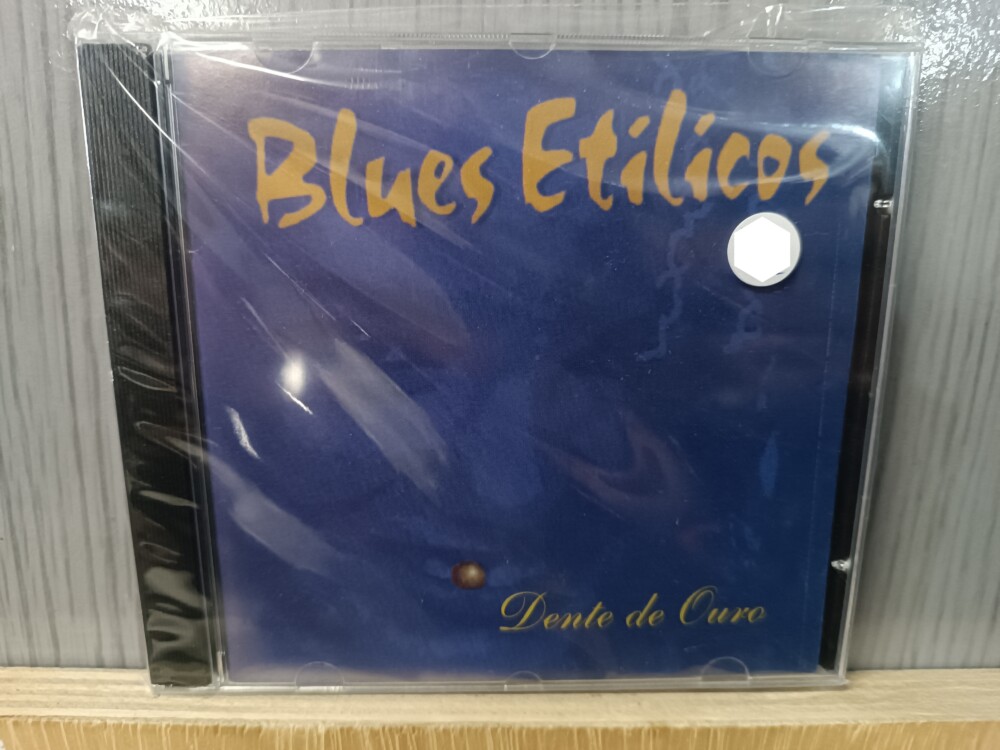 Blues Etílicos
Dente de Ouro